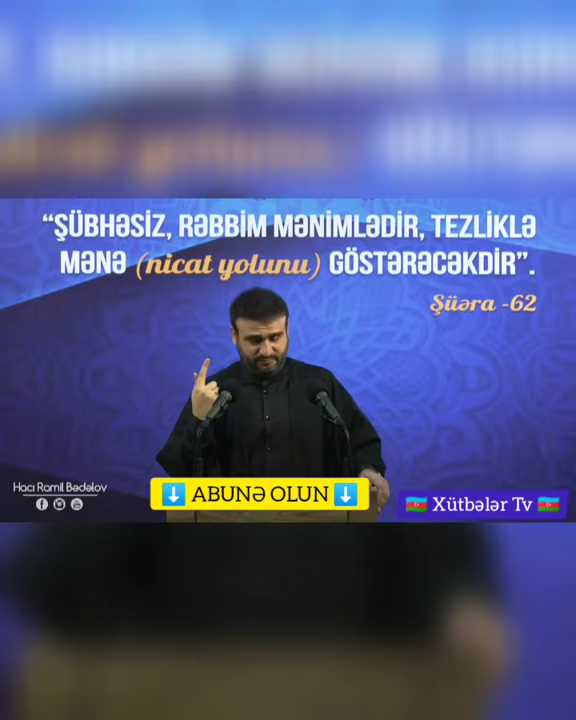 “ŞÜBHƏSİZ, RƏBBİM MƏNİMLƏDİR, TEZLİKLƏ
MƏNƏ (nicat yolunu) GÖSTƏRƏCƏKDİR”.
Şüəra -62
Hacı Ramil Bədəlov
⬇️ ABUNƏ OLUN ⬇️
🇦🇿 Xütbələr Tv 🇦🇿